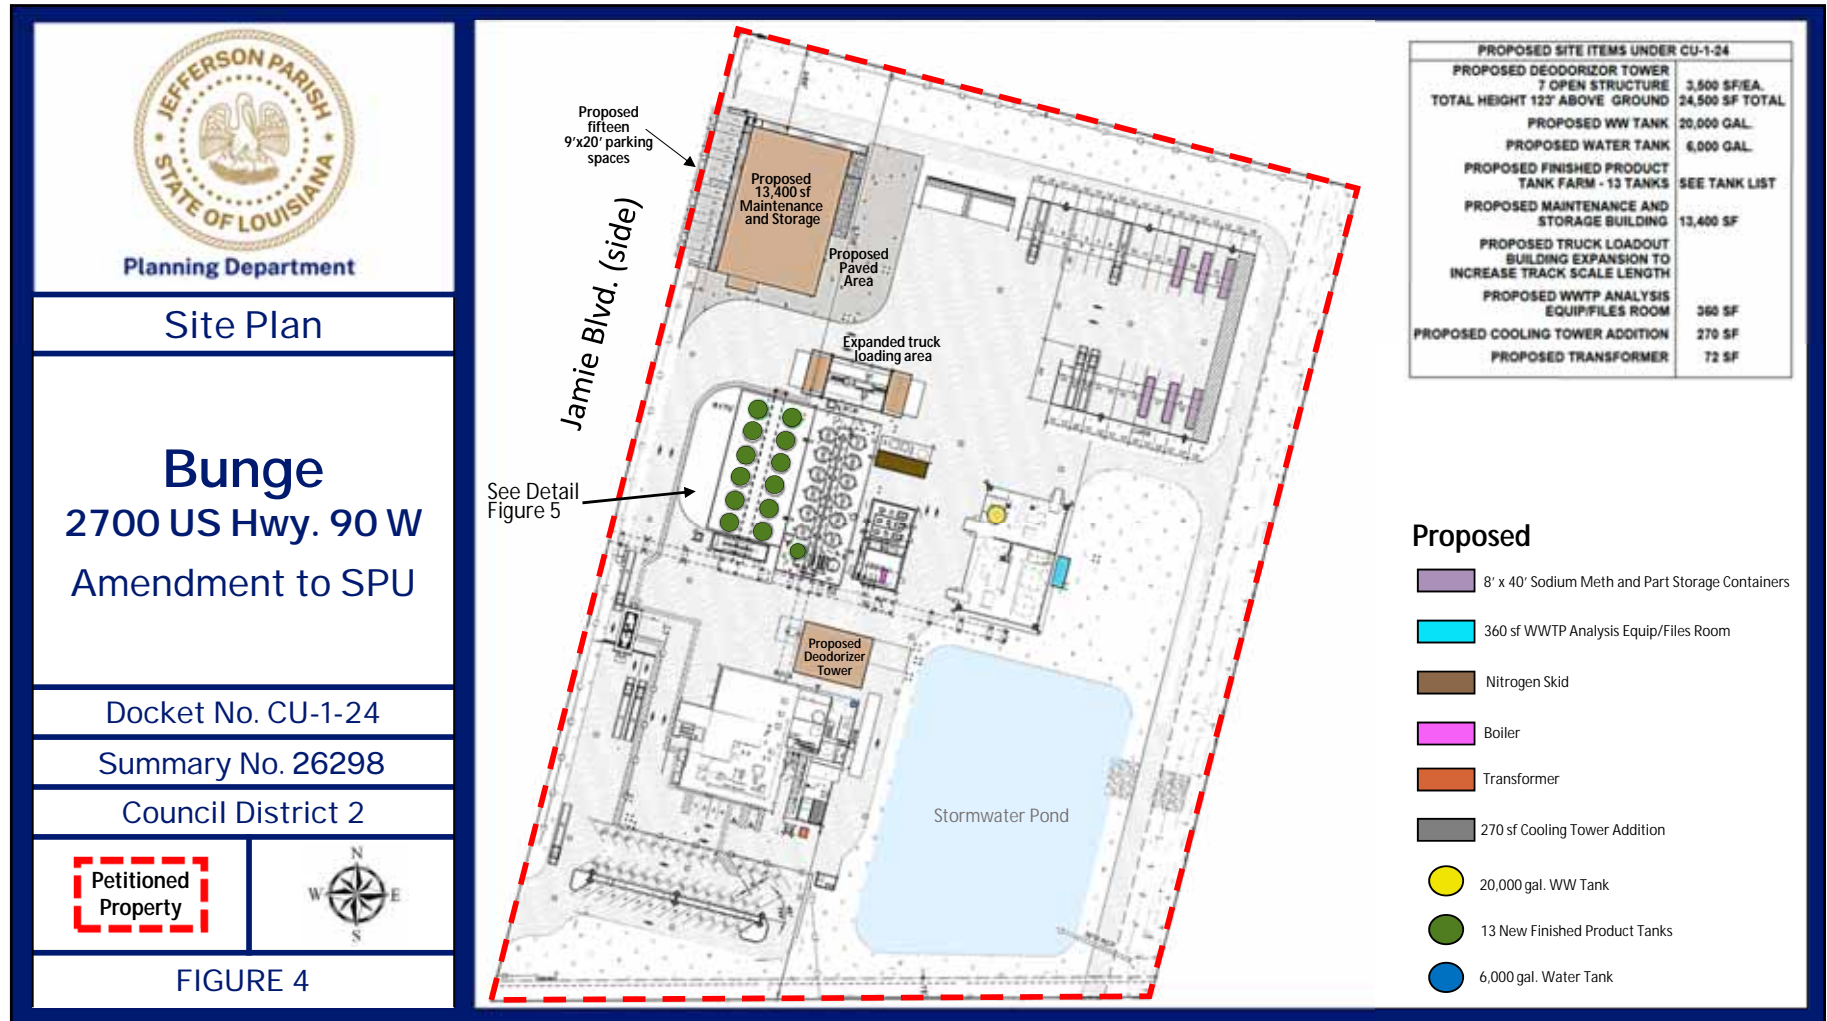 JEFFERSON PARISH
STATE OF LOUISIANA
Planning Department
Site Plan
Bunge
2700 US Hwy. 90 W
Amendment to SPU
Docket No. CU-1-24
Summary No. 26298
Council District 2
Petitioned
Property
N
W E
S
FIGURE 4
Proposed
fifteen
9'x20' parking
spaces
Jamie Blvd. (side)
Proposed
13,400 sf
Maintenance
and Storage
Proposed
Paved
Area
Expanded truck
loading area
See Detail
Figure 5
Proposed
Deodorizer
Tower
Stormwater Pond
PROPOSED SITE ITEMS UNDER CU-1-24
PROPOSED DEODORIZOR TOWER
7 OPEN STRUCTURE 3,500 SF/EA.
TOTAL HEIGHT 123' ABOVE GROUND 24,500 SF TOTAL
PROPOSED WW TANK 20,000 GAL.
PROPOSED WATER TANK 6,000 GAL.
PROPOSED FINISHED PRODUCT
TANK FARM - 13 TANKS SEE TANK LIST
PROPOSED MAINTENANCE AND
STORAGE BUILDING 13,400 SF
PROPOSED TRUCK LOADOUT
BUILDING EXPANSION TO
INCREASE TRACK SCALE LENGTH
PROPOSED WWTP ANALYSIS
EQUIP/FILES ROOM 360 SF
PROPOSED COOLING TOWER ADDITION 270 SF
PROPOSED TRANSFORMER 72 SF
Proposed
8' x 40' Sodium Meth and Part Storage Containers
360 sf WWTP Analysis Equip/Files Room
Nitrogen Skid
Boiler
Transformer
270 sf Cooling Tower Addition
20,000 gal. WW Tank
13 New Finished Product Tanks
6,000 gal. Water Tank